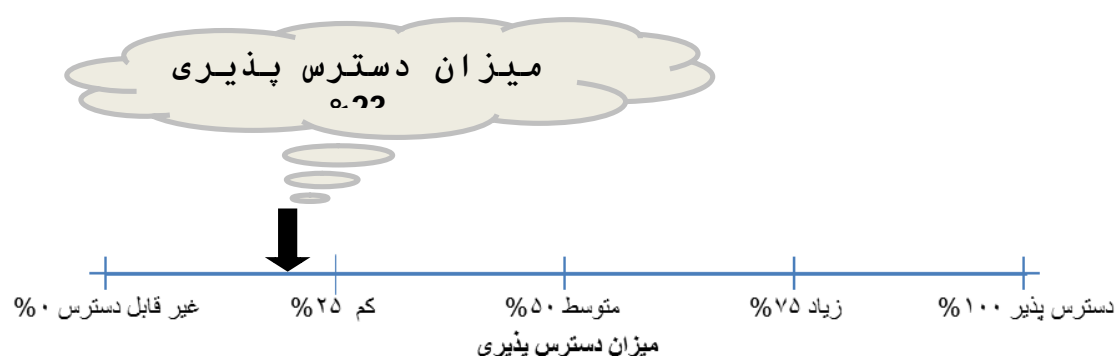 میزان دسترس پذیری
دسترس پذیر ۱۰۰% زیاد ۷۵% متوسط ۵۰% کم ۲۵% غیر قابل دسترس ۰%
میزان دسترس پذیری